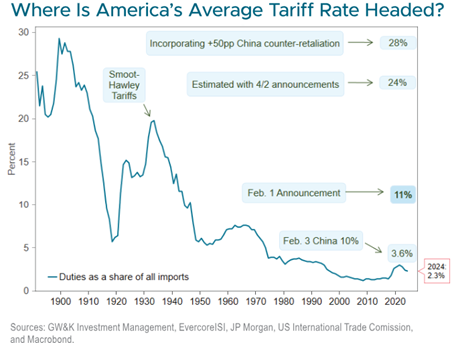 Where Is America's Average Tariff Rate Headed?
30
25
20
15
10
5
0
Percent
Incorporating +50pp China counter-retaliation
28%
Smoot-
Hawley
Tariffs
Estimated with 4/2 announcements
24%
Feb. 1 Announcement
11%
Feb. 3 China 10%
3.6%
2024:
2.3%
Duties as a share of all imports
1900 1910 1920 1930 1940 1950 1960 1970 1980 1990 2000 2010 2020
Sources: GW&K Investment Management, EvercoreISI, JP Morgan, US International Trade Comission,
and Macrobond.